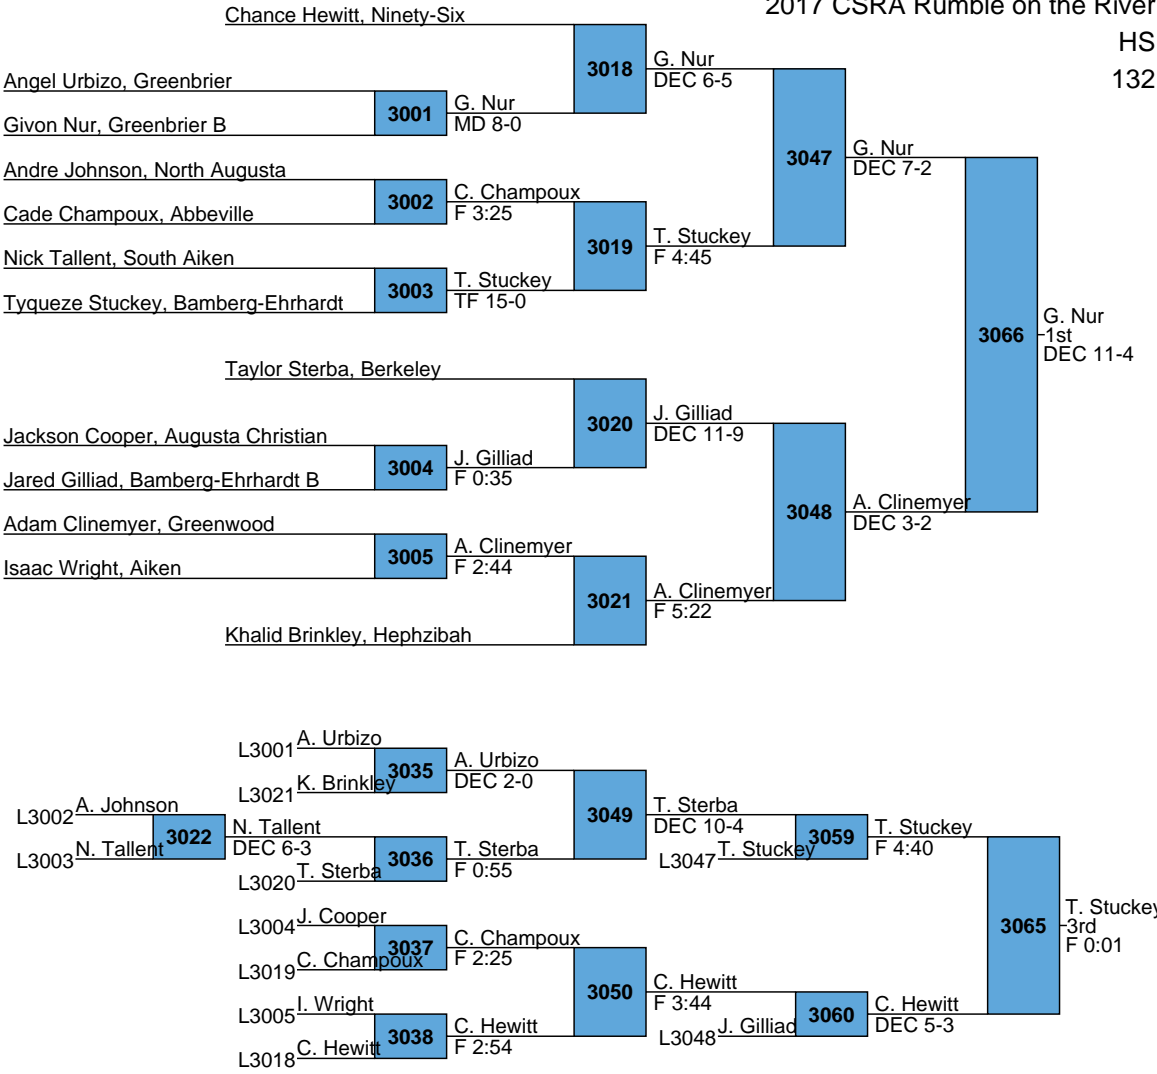 2017 CSRA Rumble on the River
HS
132
Chance Hewitt, Ninety-Six
3018
G. Nur
DEC 6-5
Angel Urbizo, Greenbrier
3001
G. Nur
MD 8-0
Givon Nur, Greenbrier B
3047
G. Nur
DEC 7-2
Andre Johnson, North Augusta
3002
C. Champoux
F 3:25
Cade Champoux, Abbeville
3019
T. Stuckey
F 4:45
Nick Tallent, South Aiken
3003
T. Stuckey
TF 15-0
Tyqueze Stuckey, Bamberg-Ehrhardt
3066
G. Nur
1st
DEC 11-4
Taylor Sterba, Berkeley
3020
J. Gilliad
DEC 11-9
Jackson Cooper, Augusta Christian
3004
J. Gilliad
F 0:35
Jared Gilliad, Bamberg-Ehrhardt B
3048
A. Clinemyer
DEC 3-2
Adam Clinemyer, Greenwood
3005
A. Clinemyer
F 2:44
Isaac Wright, Aiken
3021
A. Clinemyer
F 5:22
Khalid Brinkley, Hephzibah
L3001
A. Urbizo
3035
A. Urbizo
DEC 2-0
L3021
K. Brinkley
3049
T. Sterba
DEC 10-4
L3002
A. Johnson
3022
N. Tallent
DEC 6-3
L3003
N. Tallent
3036
T. Sterba
F 0:55
L3020
T. Sterba
3059
T. Stuckey
F 4:40
L3047
T. Stuckey
L3004
J. Cooper
3037
C. Champoux
F 2:25
L3019
C. Champoux
3065
T. Stuckey
3rd
F 0:01
3050
C. Hewitt
F 3:44
L3005
I. Wright
3038
C. Hewitt
F 2:54
L3018
C. Hewitt
3060
C. Hewitt
DEC 5-3
L3048
J. Gilliad